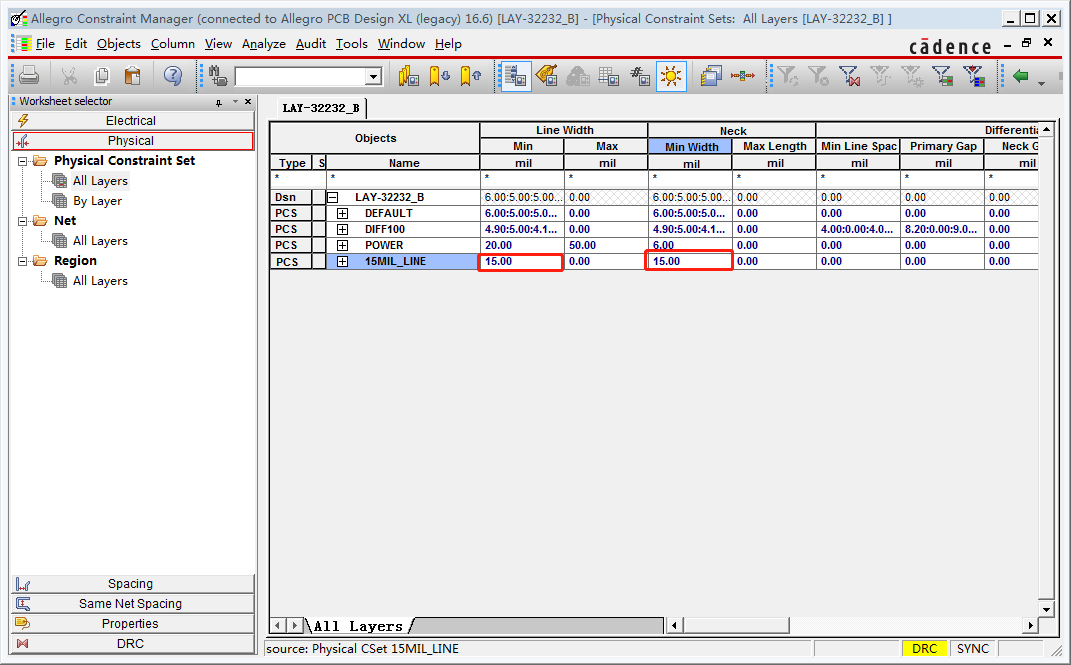 Allegro Constraint Manager (connected to Allegro PCB Design XL (legacy) 16.6) [LAY-32232_B] - [Physical Constraint Sets:  All Layers [LAY-32232_B] ]
File Edit Objects Column View Analyze Audit Tools Window Help
cādence
Worksheet selector
Electrical
Physical
Physical Constraint Set
All Layers
By Layer
Net
All Layers
Region
All Layers
Spacing
Same Net Spacing
Properties
DRC
LAY-32232_B
Objects Line Width Neck Differentia
Min Max Min Width Max Length Min Line Spac Primary Gap Neck G
Type S Name mil mil mil mil mil mil mil
* * * * * * * * *
Dsn LAY-32232_B 6.00:5.00:5.00... 0.00 6.00:5.00:5.00... 0.00 0.00 0.00 0.00
PCS DEFAULT 6.00:5.00:5.0... 0.00 6.00:5.00:5.0... 0.00 0.00 0.00 0.00
PCS DIFF100 4.90:5.00:4.1... 0.00 4.90:5.00:4.1... 0.00 4.00:0.00:4.0... 8.20:0.00:9.0... 0.00
PCS POWER 20.00 50.00 6.00 0.00 0.00 0.00 0.00
PCS 15MIL_LINE 15.00 0.00 15.00 0.00 0.00 0.00 0.00
All Layers
source: Physical CSet 15MIL_LINE DRC SYNC